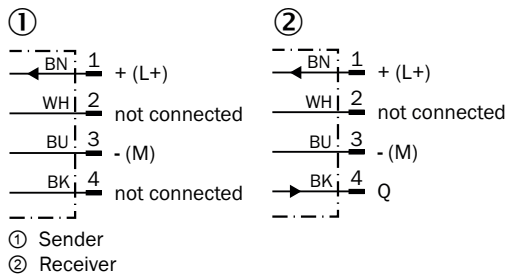 ① ②
BN 1 + (L+) BN 1 + (L+)
WH 2 not connected WH 2 not connected
BU 3 - (M) BU 3 - (M)
BK 4 not connected BK 4 Q
① Sender
② Receiver